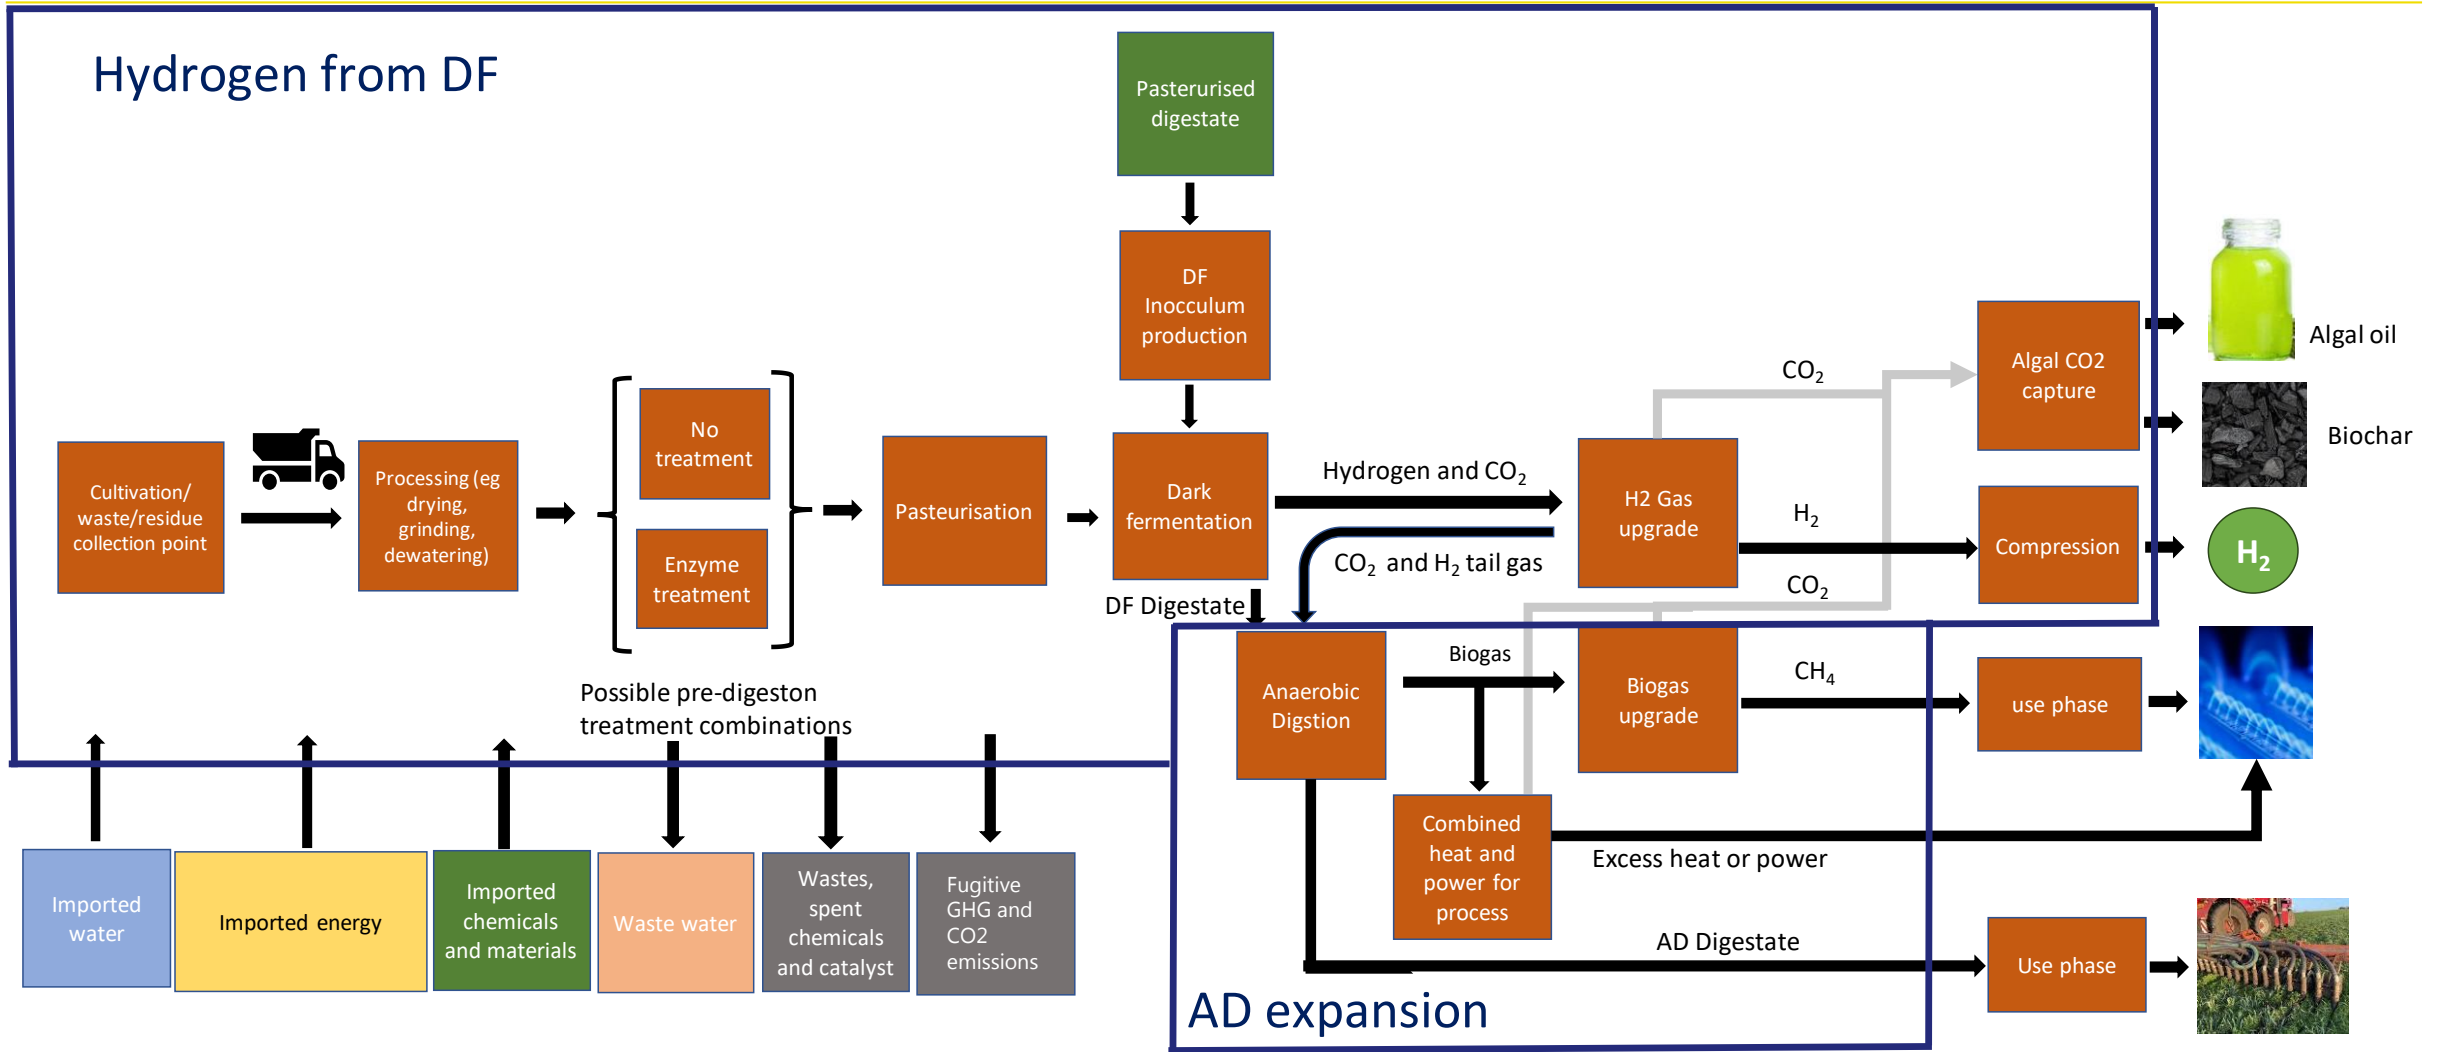 Hydrogen from DF
Pasterurised
digestate
DF
Inocculum
production
Algal oil
Algal CO2
capture
CO₂
Biochar
No
treatment
Cultivation/
waste/residue
collection point
Processing (eg
drying,
grinding,
dewatering)
Enzyme
treatment
Pasteurisation
Dark
fermentation
Hydrogen and CO₂
H2 Gas
upgrade
H₂
Compression
H₂
CO₂ and H₂ tail gas
CO₂
DF Digestate
Possible pre-digeston
treatment combinations
Anaerobic
Digstion
Biogas
Biogas
upgrade
CH₄
use phase
Combined
heat and
power for
process
Excess heat or power
Imported
water
Imported energy
Imported
chemicals
and materials
Waste water
Wastes,
spent
chemicals
and catalyst
Fugitive
GHG and
CO2
emissions
AD Digestate
Use phase
AD expansion